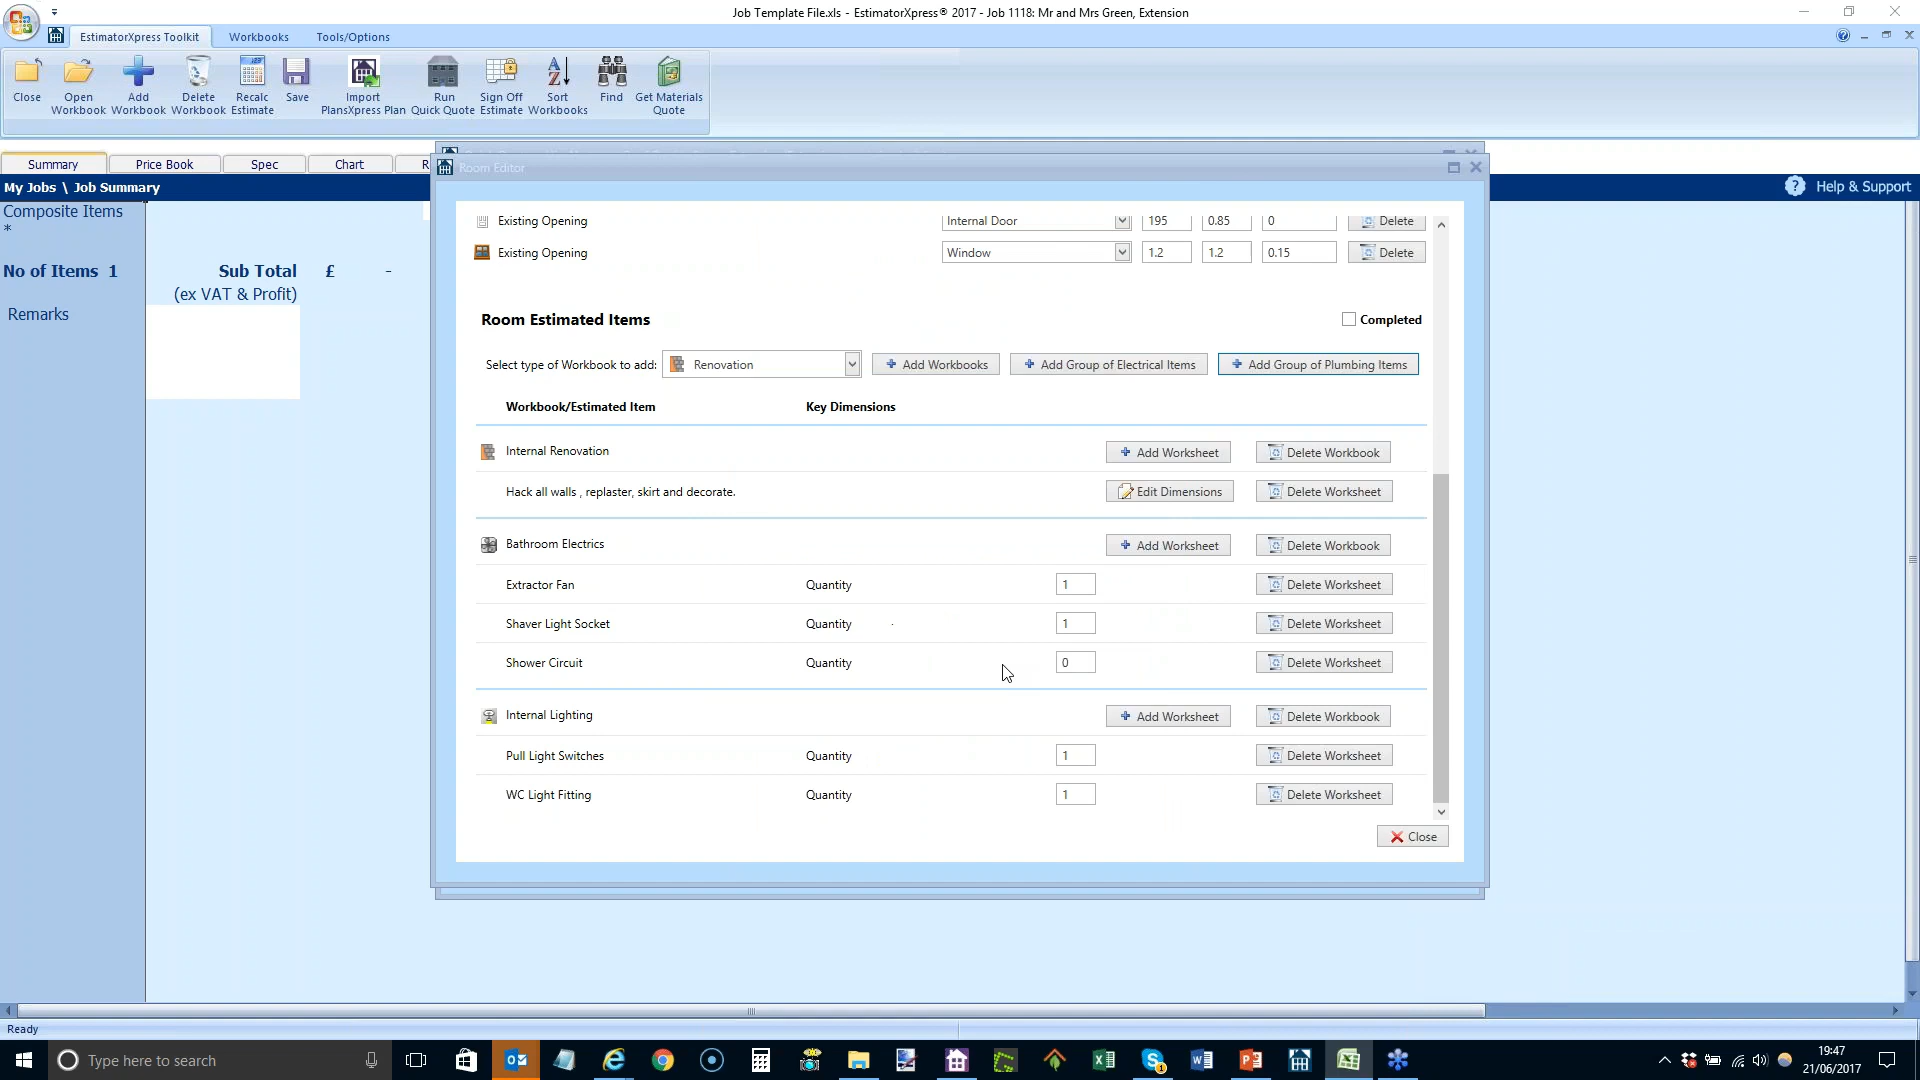 Job Template File.xls - EstimatorXpress® 2017 - Job 1118: Mr and Mrs Green, Extension
EstimatorXpress Toolkit Workbooks Tools/Options
Close
Open Workbook
Add Workbook
Delete Workbook
Recalc Estimate
Save
Import PlansXpress Plan
Run Quick Quote
Sign Off Estimate
Sort Workbooks
Find
Get Materials Quote
Summary Price Book Spec Chart R
My Jobs \ Job Summary
Help & Support
Composite Items
*
No of Items 1 Sub Total £ -
(ex VAT & Profit)
Remarks
Room Editor
Existing Opening Internal Door 195 0.85 0 Delete
Existing Opening Window 1.2 1.2 0.15 Delete
Room Estimated Items Completed
Select type of Workbook to add: Renovation Add Workbooks Add Group of Electrical Items Add Group of Plumbing Items
Workbook/Estimated Item Key Dimensions
Internal Renovation Add Worksheet Delete Workbook
Hack all walls , replaster, skirt and decorate. Edit Dimensions Delete Worksheet
Bathroom Electrics Add Worksheet Delete Workbook
Extractor Fan Quantity 1 Delete Worksheet
Shaver Light Socket Quantity 1 Delete Worksheet
Shower Circuit Quantity 0 Delete Worksheet
Internal Lighting Add Worksheet Delete Workbook
Pull Light Switches Quantity 1 Delete Worksheet
WC Light Fitting Quantity 1 Delete Worksheet
Close
Ready
Type here to search
19:47
21/06/2017